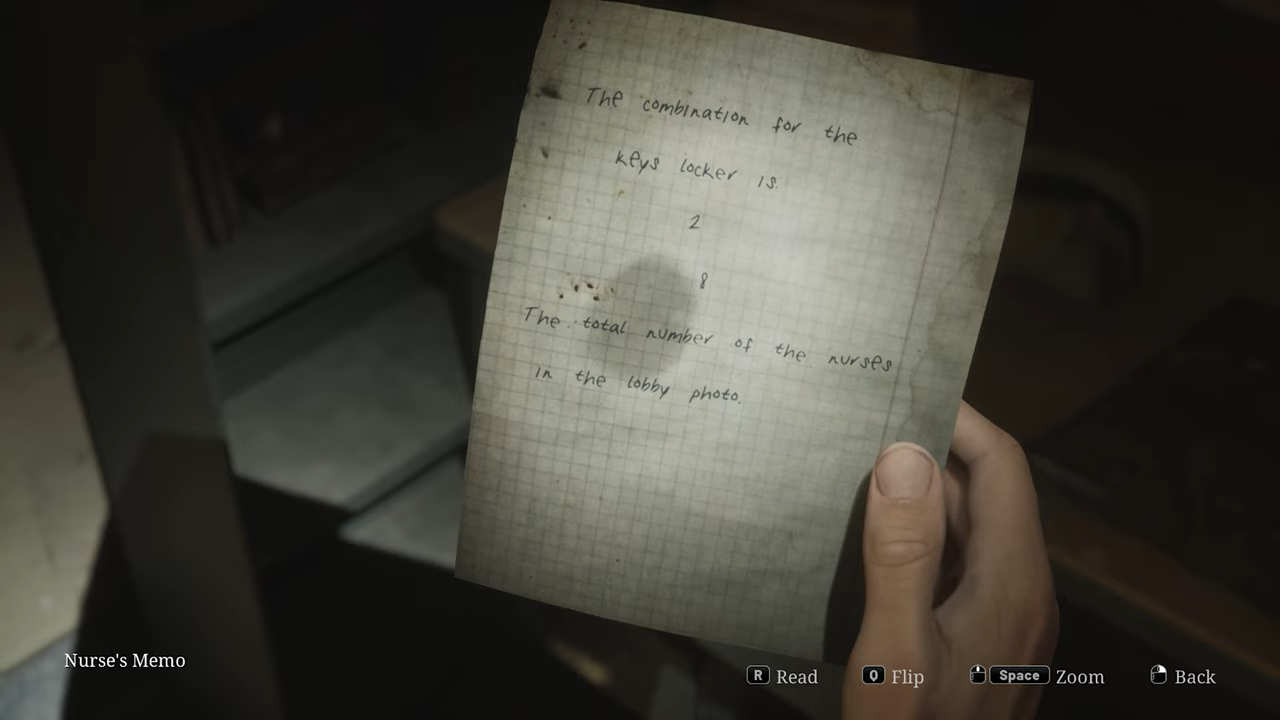 The combination for the
keys locker is.
2
8
The total number of the nurses
in the lobby photo.
Nurse's Memo
R Read
Q Flip
Space Zoom
Back